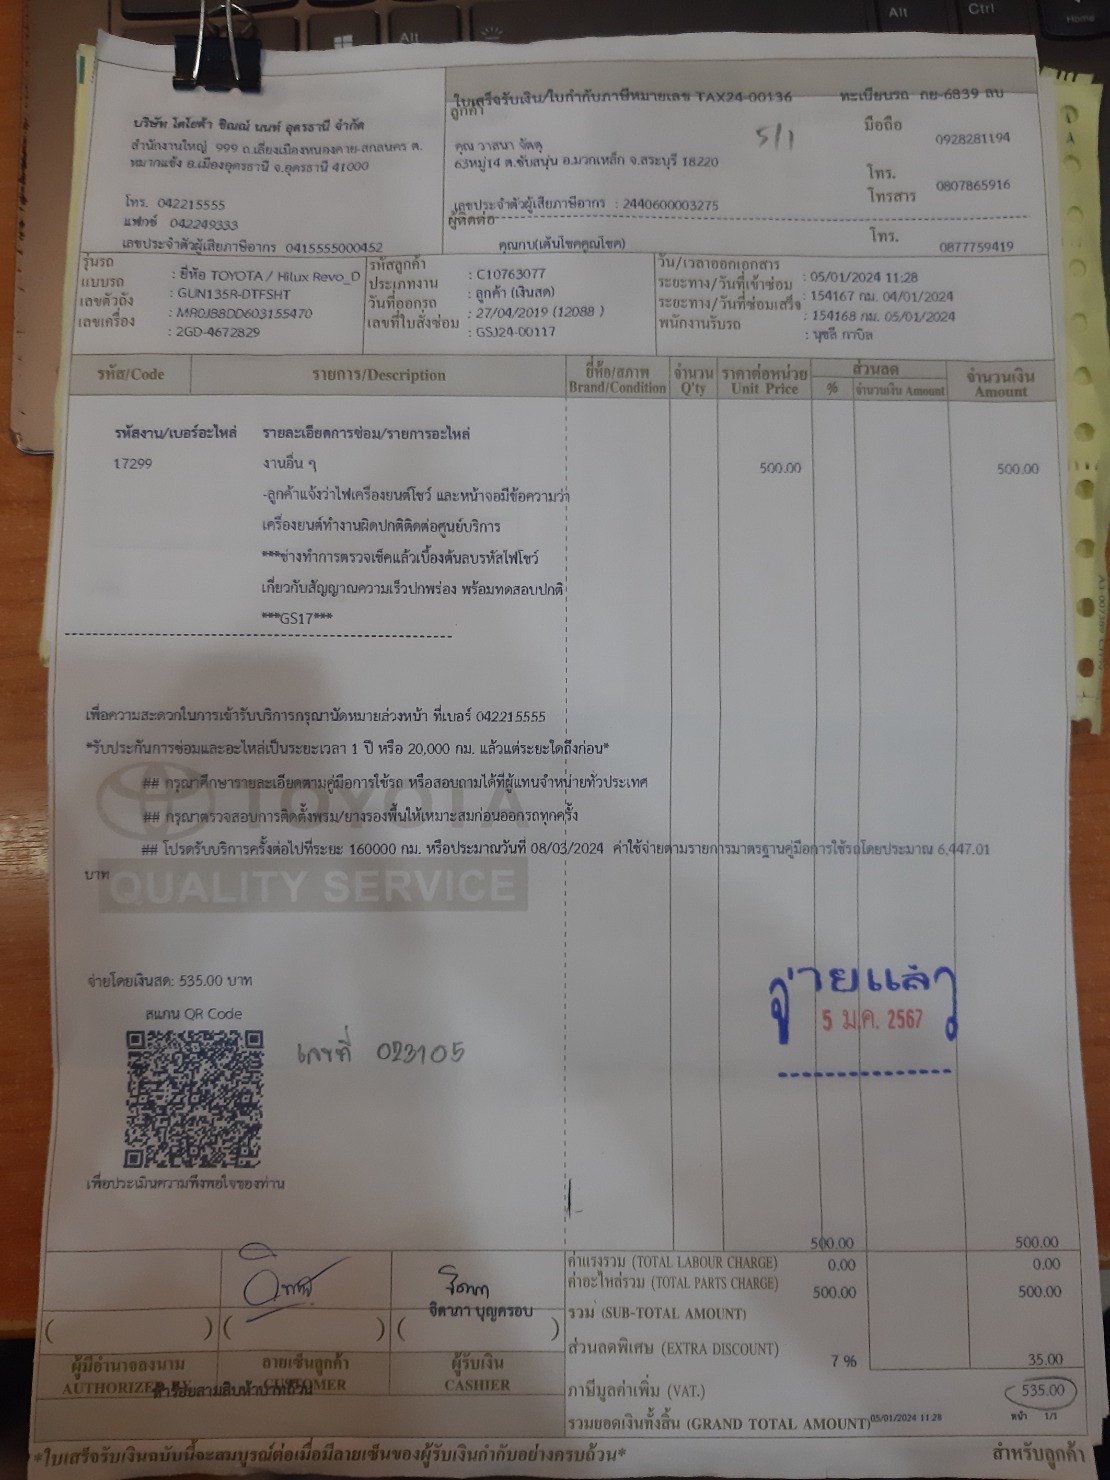 Alt
Ctrl
Home
Alt
ใบเสร็จรับเงิน/ใบกำกับภาษีหมายเลข TAX24-00136
ทะเบียนรถ กย-6839 ลบ
บริษัท โตโยต้า ชิณณ์ นนท์ อุดรธานี จำกัด
สำนักงานใหญ่ 999 ถ.เลี่ยงเมืองหนองคาย-สกลนคร ต.
หมากแข้ง อ.เมืองอุดรธานี จ.อุดรธานี 41000
โทร. 042215555
แฟกซ์ 042249333
เลขประจำตัวผู้เสียภาษีอากร 0415555000452
ลูกค้า
คุณ วาสนา จัตตุ
63หมู่14 ต.ซับสนุ่น อ.มวกเหล็ก จ.สระบุรี 18220
5/1
เลขประจำตัวผู้เสียภาษีอากร : 2440600003275
ผู้ติดต่อ
คุณกบ(เต้นโชคคูณโชค)
มือถือ
0928281194
โทร.
0807865916
โทรสาร
โทร.
0877759419
รุ่นรถ : ยี่ห้อ TOYOTA / Hilux Revo_D
แบบรถ : GUN135R-DTFSHT
เลขตัวถัง : MR0JB8DD603155470
เลขเครื่อง : 2GD-4672829
รหัสลูกค้า : C10763077
ประเภทงาน : ลูกค้า (เงินสด)
วันที่ออกรถ : 27/04/2019 (12088 )
เลขที่ใบสั่งซ่อม : GSJ24-00117
วัน/เวลาออกเอกสาร : 05/01/2024 11:28
ระยะทาง/วันที่เข้าซ่อม : 154167 กม. 04/01/2024
ระยะทาง/วันที่ซ่อมเสร็จ : 154168 กม. 05/01/2024
พนักงานรับรถ : นุชลี กาบิล
รหัส/Code
รายการ/Description
ยี่ห้อ/สภาพ Brand/Condition
จำนวน Q'ty
ราคาต่อหน่วย Unit Price
ส่วนลด
%
จำนวนเงิน Amount
จำนวนเงิน Amount
รหัสงาน/เบอร์อะไหล่ รายละเอียดการซ่อม/รายการอะไหล่
17299 งานอื่น ๆ 500.00 500.00
-ลูกค้าแจ้งว่าไฟเครื่องยนต์โชว์ และหน้าจอมีข้อความว่า
เครื่องยนต์ทำงานผิดปกติติดต่อศูนย์บริการ
***ช่างทำการตรวจเช็คแล้วเบื้องต้นลบรหัสไฟโชว์
เกี่ยวกับสัญญาณความเร็วปกพร่อง พร้อมทดสอบปกติ
***GS17***
เพื่อความสะดวกในการเข้ารับบริการกรุณานัดหมายล่วงหน้า ที่เบอร์ 042215555
*รับประกันการซ่อมและอะไหล่เป็นระยะเวลา 1 ปี หรือ 20,000 กม. แล้วแต่ระยะใดถึงก่อน*
## กรุณาศึกษารายละเอียดตามคู่มือการใช้รถ หรือสอบถามได้ที่ผู้แทนจำหน่ายทั่วประเทศ
TOYOTA
## กรุณาตรวจสอบการติดตั้งพรม/ยางรองพื้นให้เหมาะสมก่อนออกรถทุกครั้ง
## โปรดรับบริการครั้งต่อไปที่ระยะ 160000 กม. หรือประมาณวันที่ 08/03/2024 ค่าใช้จ่ายตามรายการมาตรฐานคู่มือการใช้รถโดยประมาณ 6,447.01
บาท
QUALITY SERVICE
จ่ายโดยเงินสด: 535.00 บาท
สแกน QR Code
เลขที่ 023105
จ่ายแล้ว
5 ม.ค. 2567
เพื่อประเมินความพึงพอใจของท่าน
500.00 500.00
ค่าแรงรวม (TOTAL LABOUR CHARGE) 0.00 0.00
ค่าอะไหล่รวม (TOTAL PARTS CHARGE) 500.00 500.00
รวม (SUB-TOTAL AMOUNT)
ส่วนลดพิเศษ (EXTRA DISCOUNT)
7 % 35.00
ภาษีมูลค่าเพิ่ม (VAT.) 535.00
รวมยอดเงินทั้งสิ้น (GRAND TOTAL AMOUNT) 05/01/2024 11:28 หน้า 1/1
จิดาภา บุญครอบ
( ) ( ) ( )
ผู้มีอำนาจลงนาม
AUTHORIZED BY
ลายเซ็นลูกค้า
CUSTOMER
ผู้รับเงิน
CASHIER
ห้าร้อยสามสิบห้าบาทถ้วน
*ใบเสร็จรับเงินฉบับนี้จะสมบูรณ์ต่อเมื่อมีลายเซ็นของผู้รับเงินกำกับอย่างครบถ้วน*
สำหรับลูกค้า